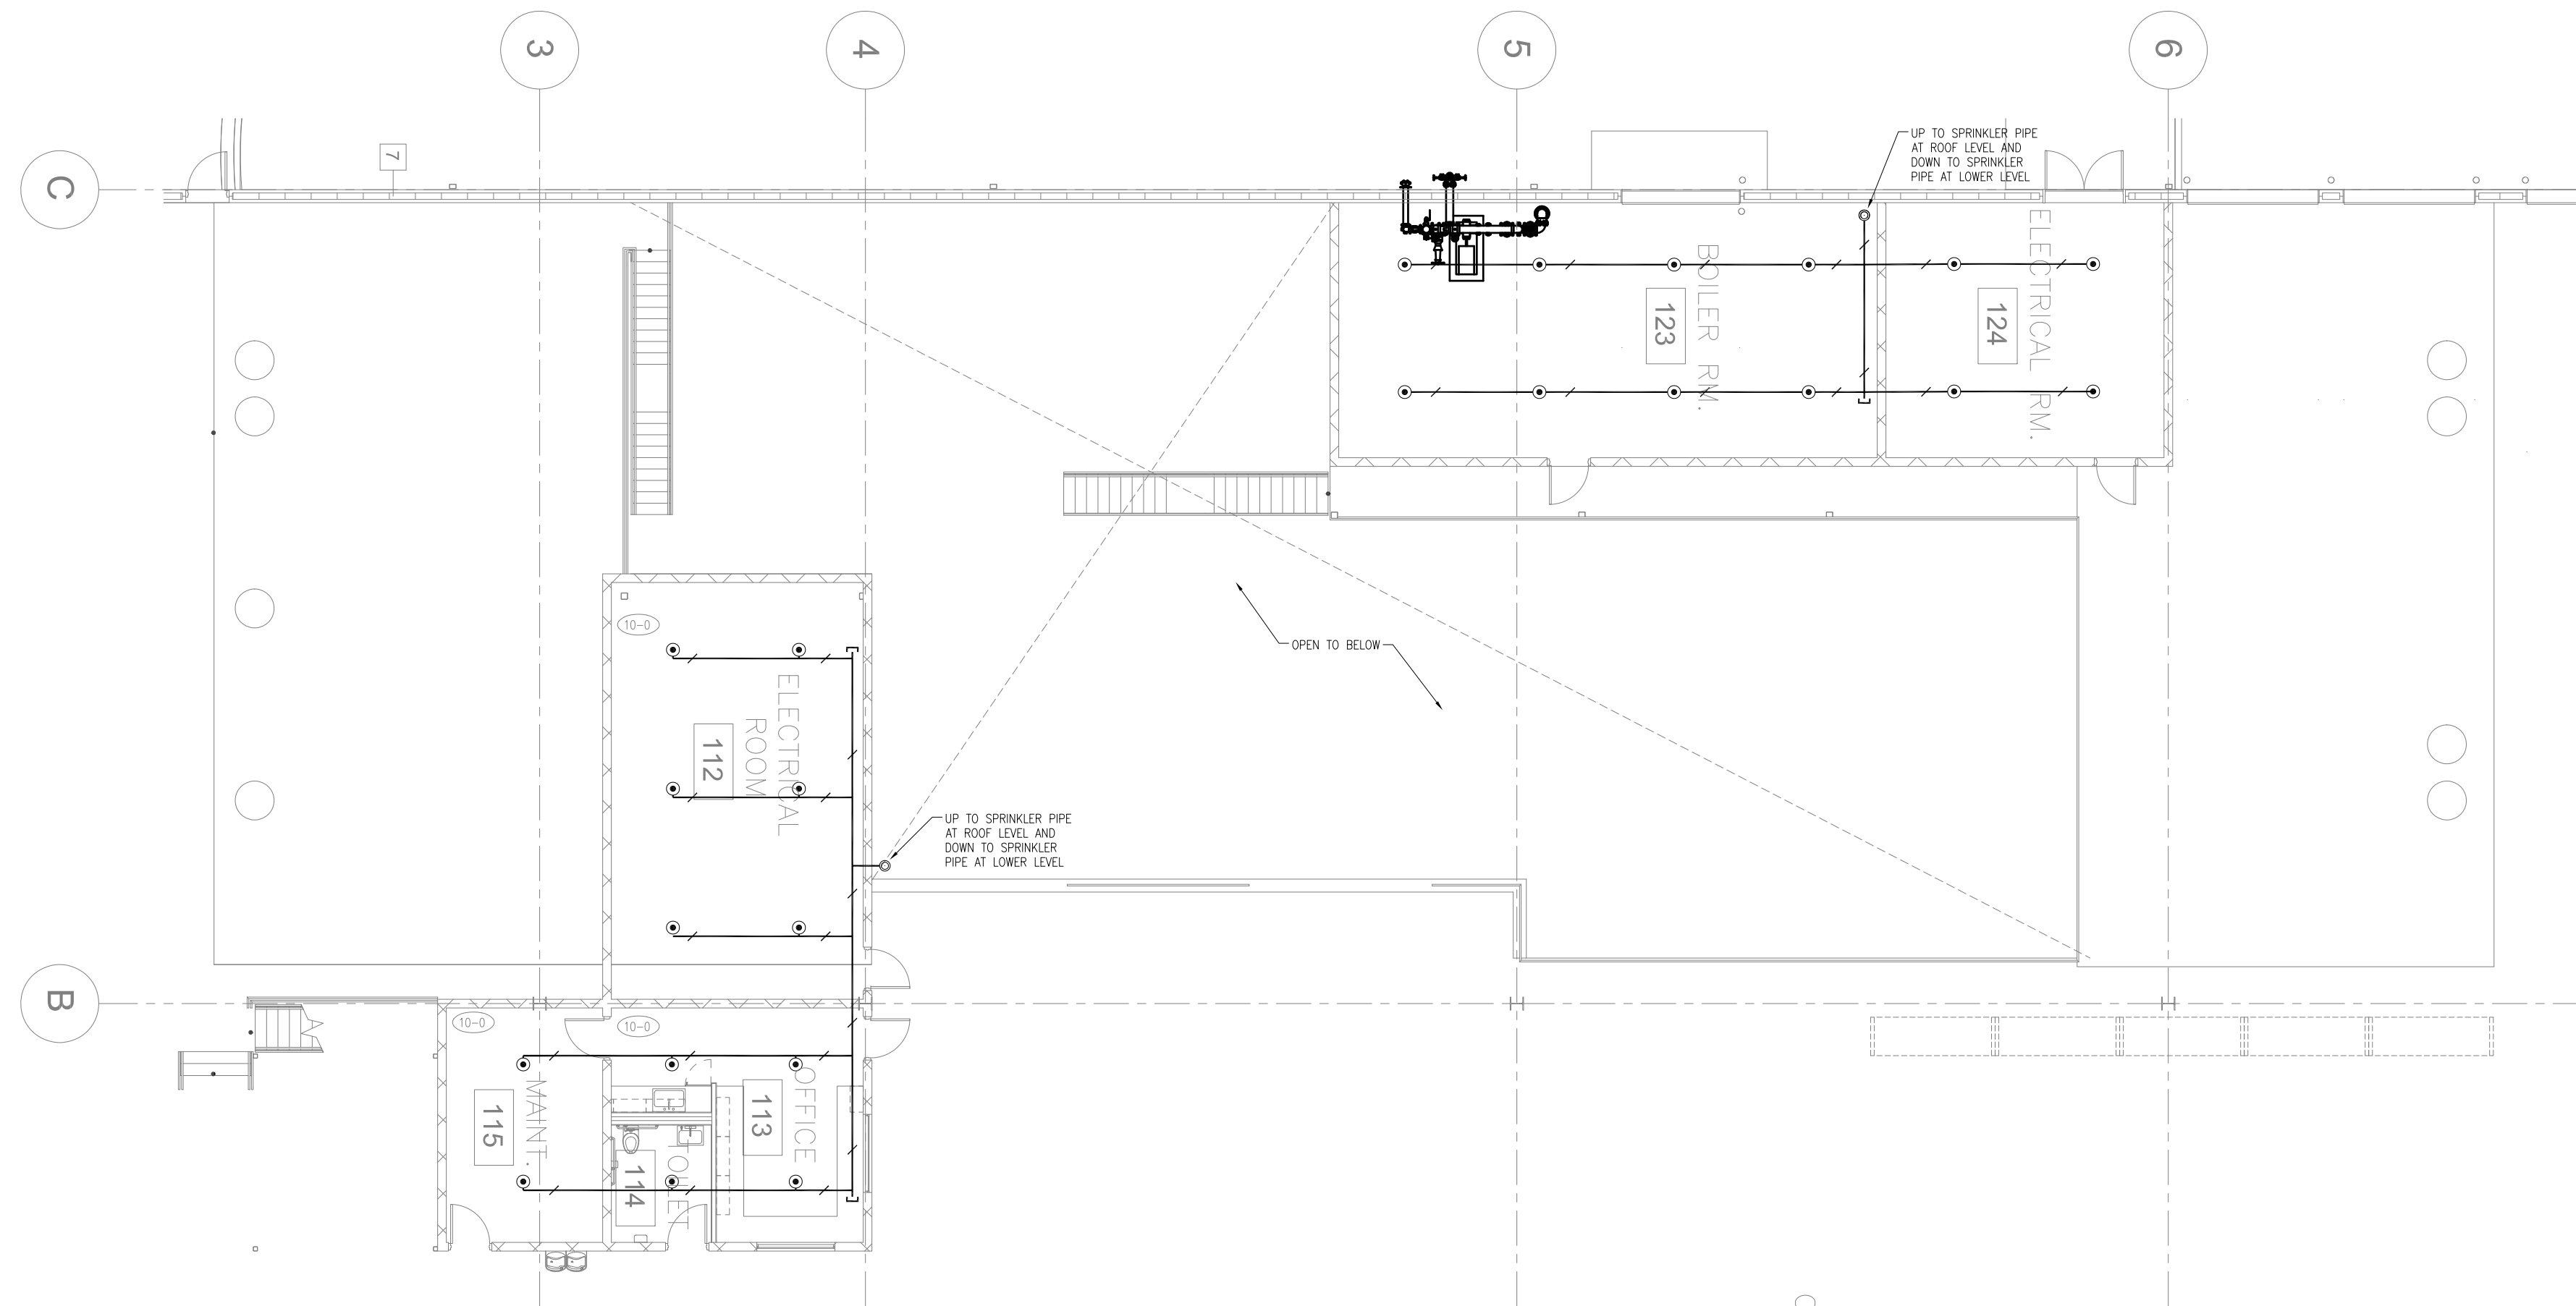 3
4
5
6
C
7
UP TO SPRINKLER PIPE
AT ROOF LEVEL AND
DOWN TO SPRINKLER
PIPE AT LOWER LEVEL
BOILER RM.
123
ELECTRICAL RM.
124
10-0
OPEN TO BELOW
ELECTRICAL
ROOM
112
UP TO SPRINKLER PIPE
AT ROOF LEVEL AND
DOWN TO SPRINKLER
PIPE AT LOWER LEVEL
B
10-0
10-0
MAINT.
115
TOILET
114
OFFICE
113